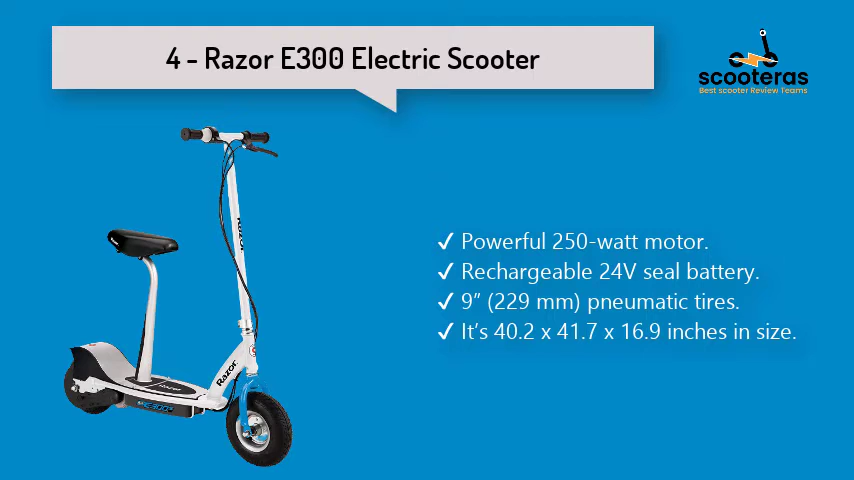 4 - Razor E300 Electric Scooter
scooteras
Best scooter Review Teams
RAZOR
Razor
E300S
✓ Powerful 250-watt motor.
✓ Rechargeable 24V seal battery.
✓ 9” (229 mm) pneumatic tires.
✓ It’s 40.2 x 41.7 x 16.9 inches in size.